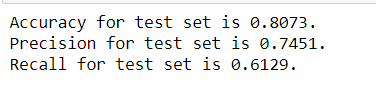 Accuracy for test set is 0.8073.
Precision for test set is 0.7451.
Recall for test set is 0.6129.